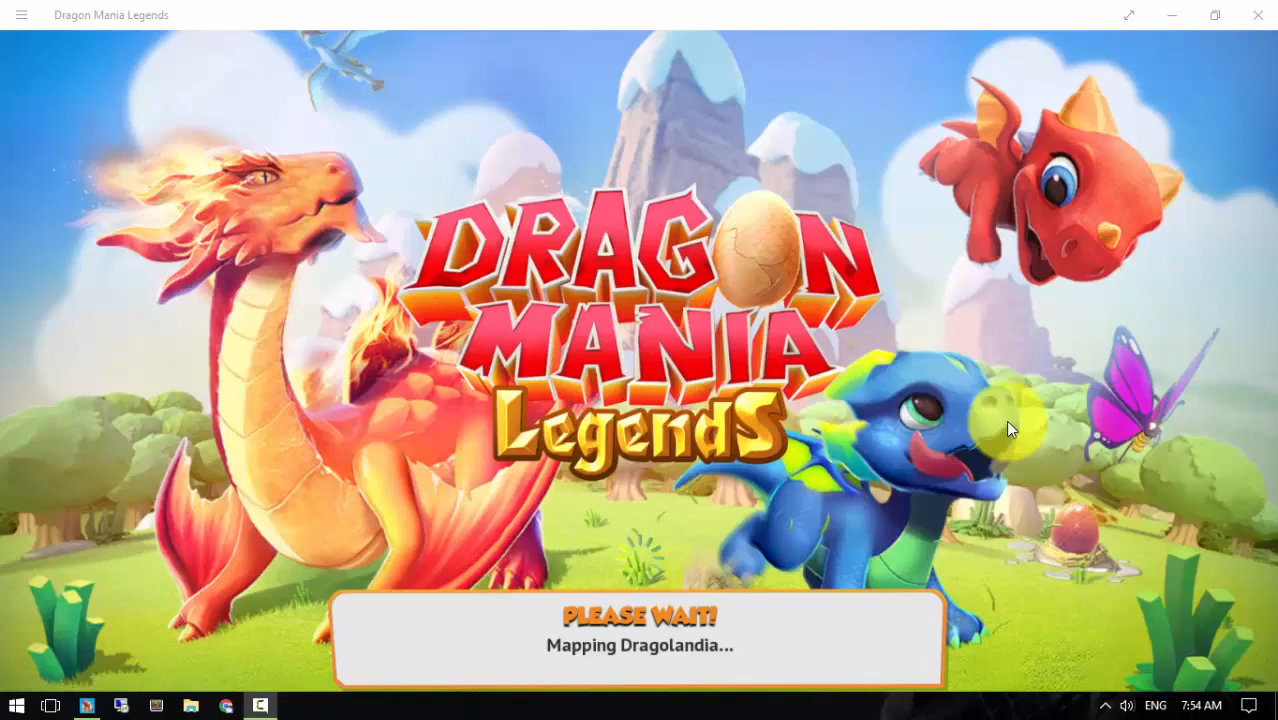 Dragon Mania Legends
DRAGON
MANIA
Legends
PLEASE WAIT!
Mapping Dragolandia...
ENG
7:54 AM